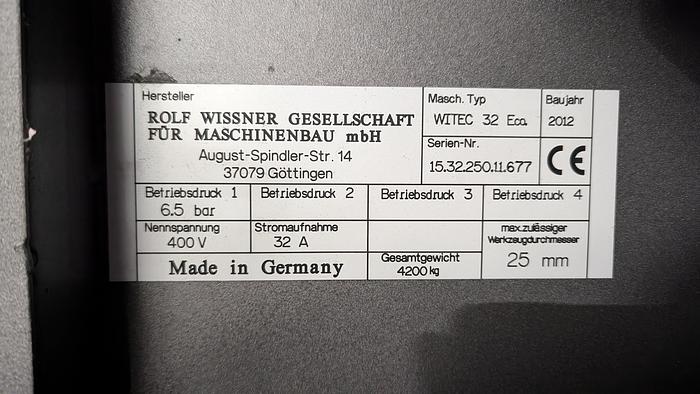 Hersteller
ROLF WISSNER GESELLSCHAFT
FÜR MASCHINENBAU mbH
August-Spindler-Str. 14
37079 Göttingen
Masch. Typ
WITEC 32 Eco.
Baujahr
2012
Serien-Nr.
15.32.250.11.677
CE
Betriebsdruck 1
6.5 bar
Betriebsdruck 2
Betriebsdruck 3
Betriebsdruck 4
Nennspannung
400 V
Stromaufnahme
32 A
max.zulässiger
Werkzeugdurchmesser
25 mm
Made in Germany
Gesamtgewicht
4200 kg